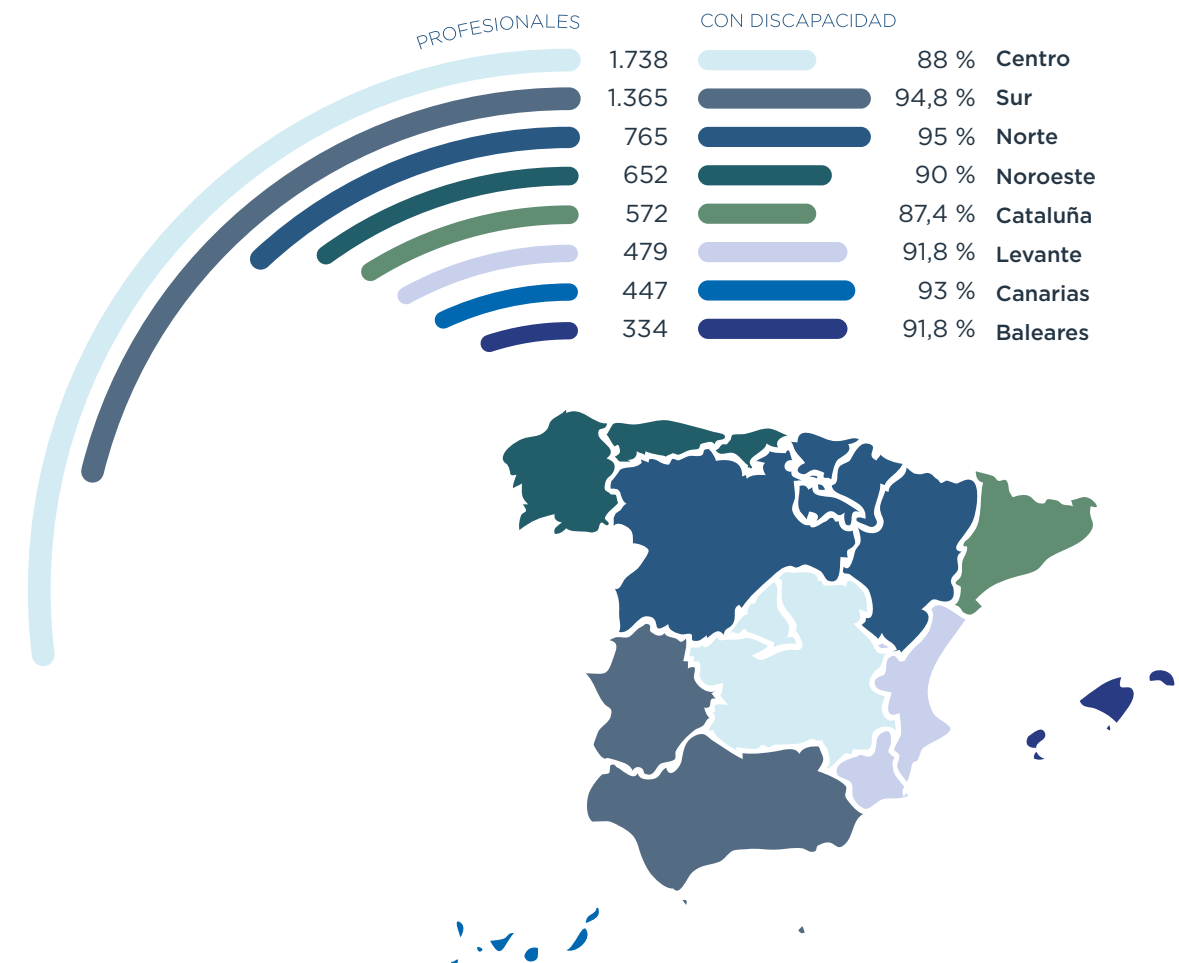 PROFESIONALES CON DISCAPACIDAD
1.738 88 % Centro
1.365 94,8 % Sur
765 95 % Norte
652 90 % Noroeste
572 87,4 % Cataluña
479 91,8 % Levante
447 93 % Canarias
334 91,8 % Baleares